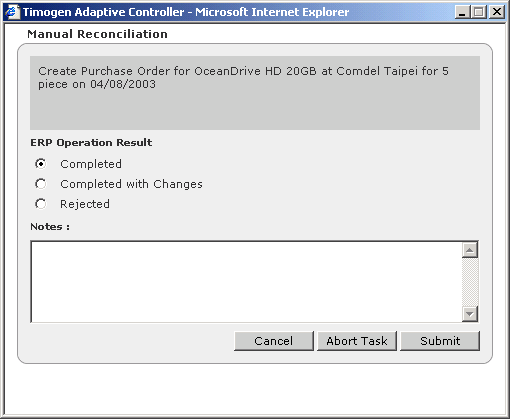 Timogen Adaptive Controller - Microsoft Internet Explorer
Manual Reconciliation
Create Purchase Order for OceanDrive HD 20GB at Comdel Taipei for 5
piece on 04/08/2003
ERP Operation Result
Completed
Completed with Changes
Rejected
Notes :
Cancel Abort Task Submit